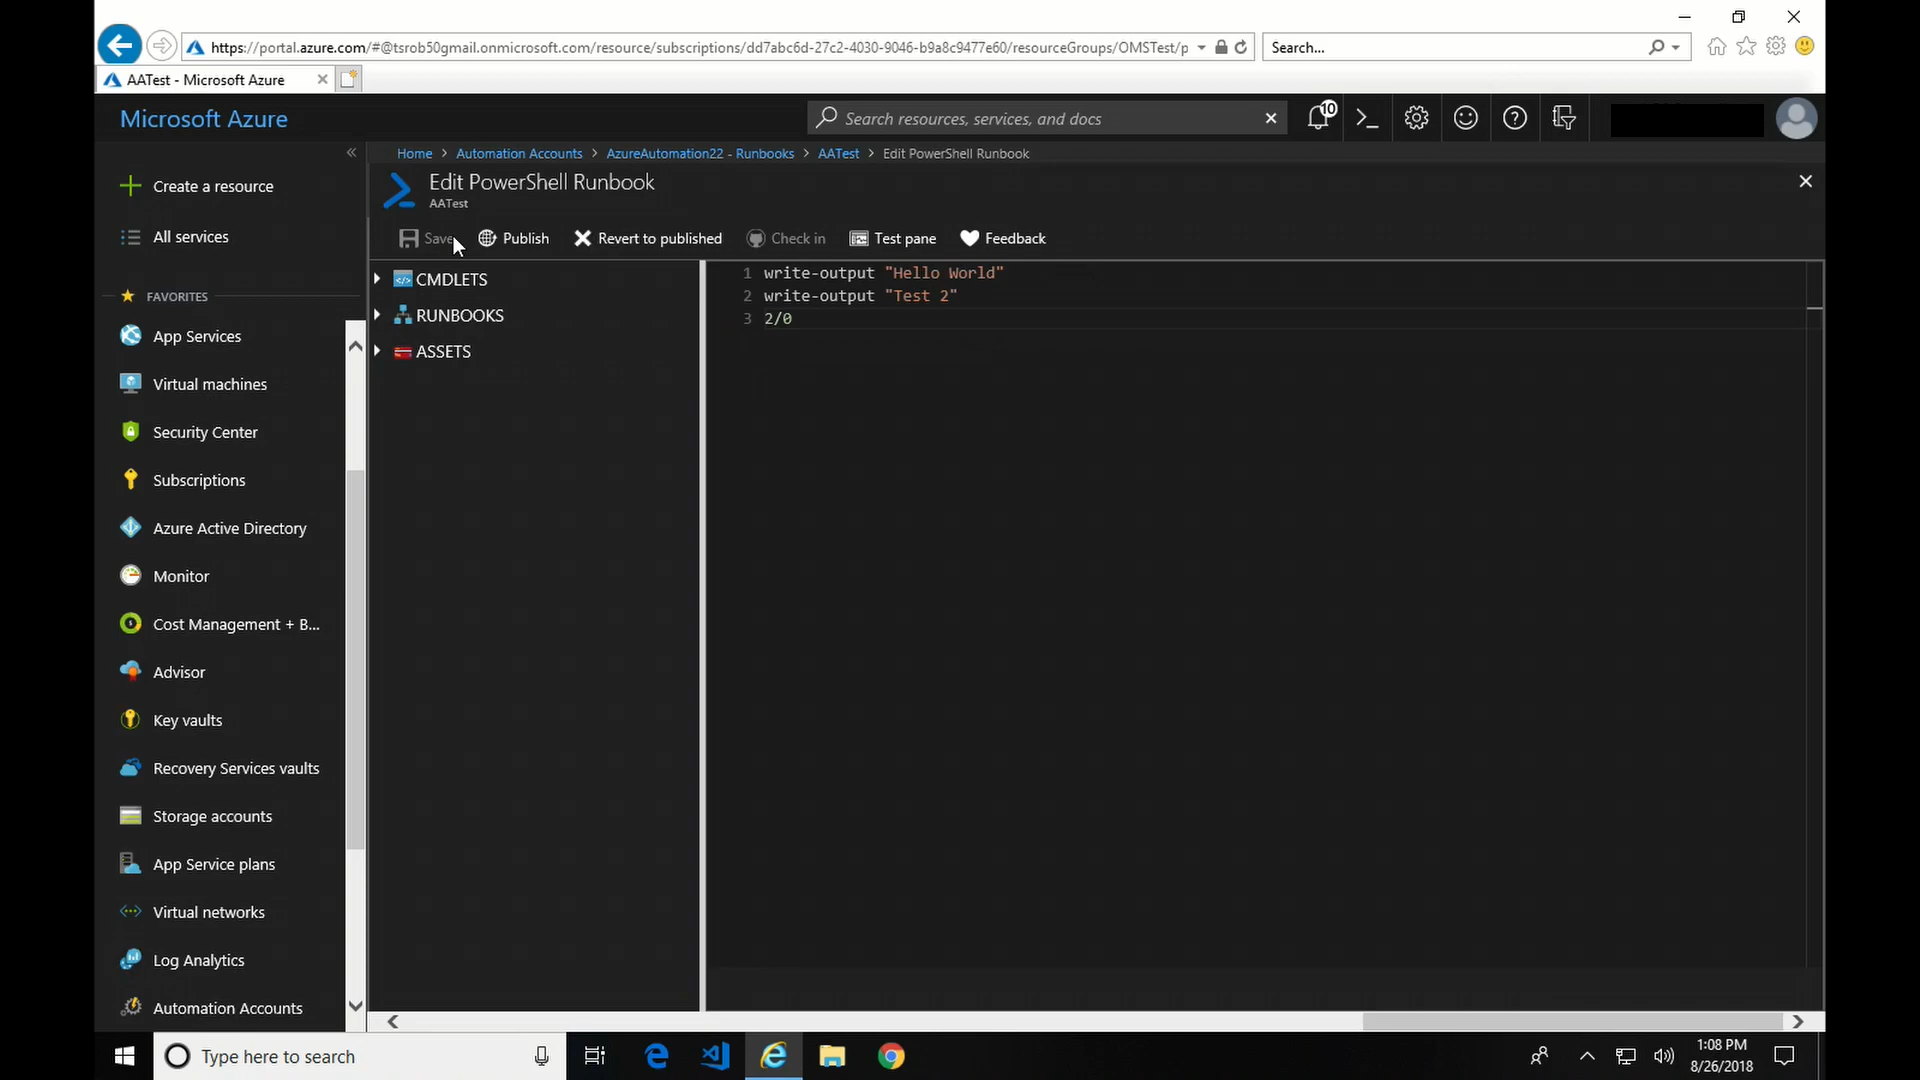 https://portal.azure.com/#@tsrob50gmail.onmicrosoft.com/resource/subscriptions/dd7abc6d-27c2-4030-9046-b9a8c9477e60/resourceGroups/OMSTest/p
Search...
AATest - Microsoft Azure
Microsoft Azure
Search resources, services, and docs
10
Home > Automation Accounts > AzureAutomation22 - Runbooks > AATest > Edit PowerShell Runbook
Edit PowerShell Runbook
AATest
Save
Publish
Revert to published
Check in
Test pane
Feedback
Create a resource
All services
FAVORITES
App Services
Virtual machines
Security Center
Subscriptions
Azure Active Directory
Monitor
Cost Management + B...
Advisor
Key vaults
Recovery Services vaults
Storage accounts
App Service plans
Virtual networks
Log Analytics
Automation Accounts
CMDLETS
RUNBOOKS
ASSETS
1 write-output "Hello World"
2 write-output "Test 2"
3 2/0
Type here to search
1:08 PM
8/26/2018